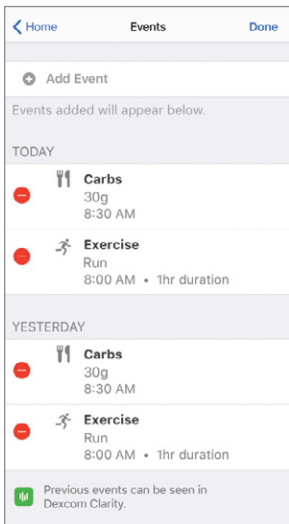 Home Events Done
Add Event
Events added will appear below.
TODAY
Carbs
30g
8:30 AM
Exercise
Run
8:00 AM • 1hr duration
YESTERDAY
Carbs
30g
8:30 AM
Exercise
Run
8:00 AM • 1hr duration
Previous events can be seen in
Dexcom Clarity.